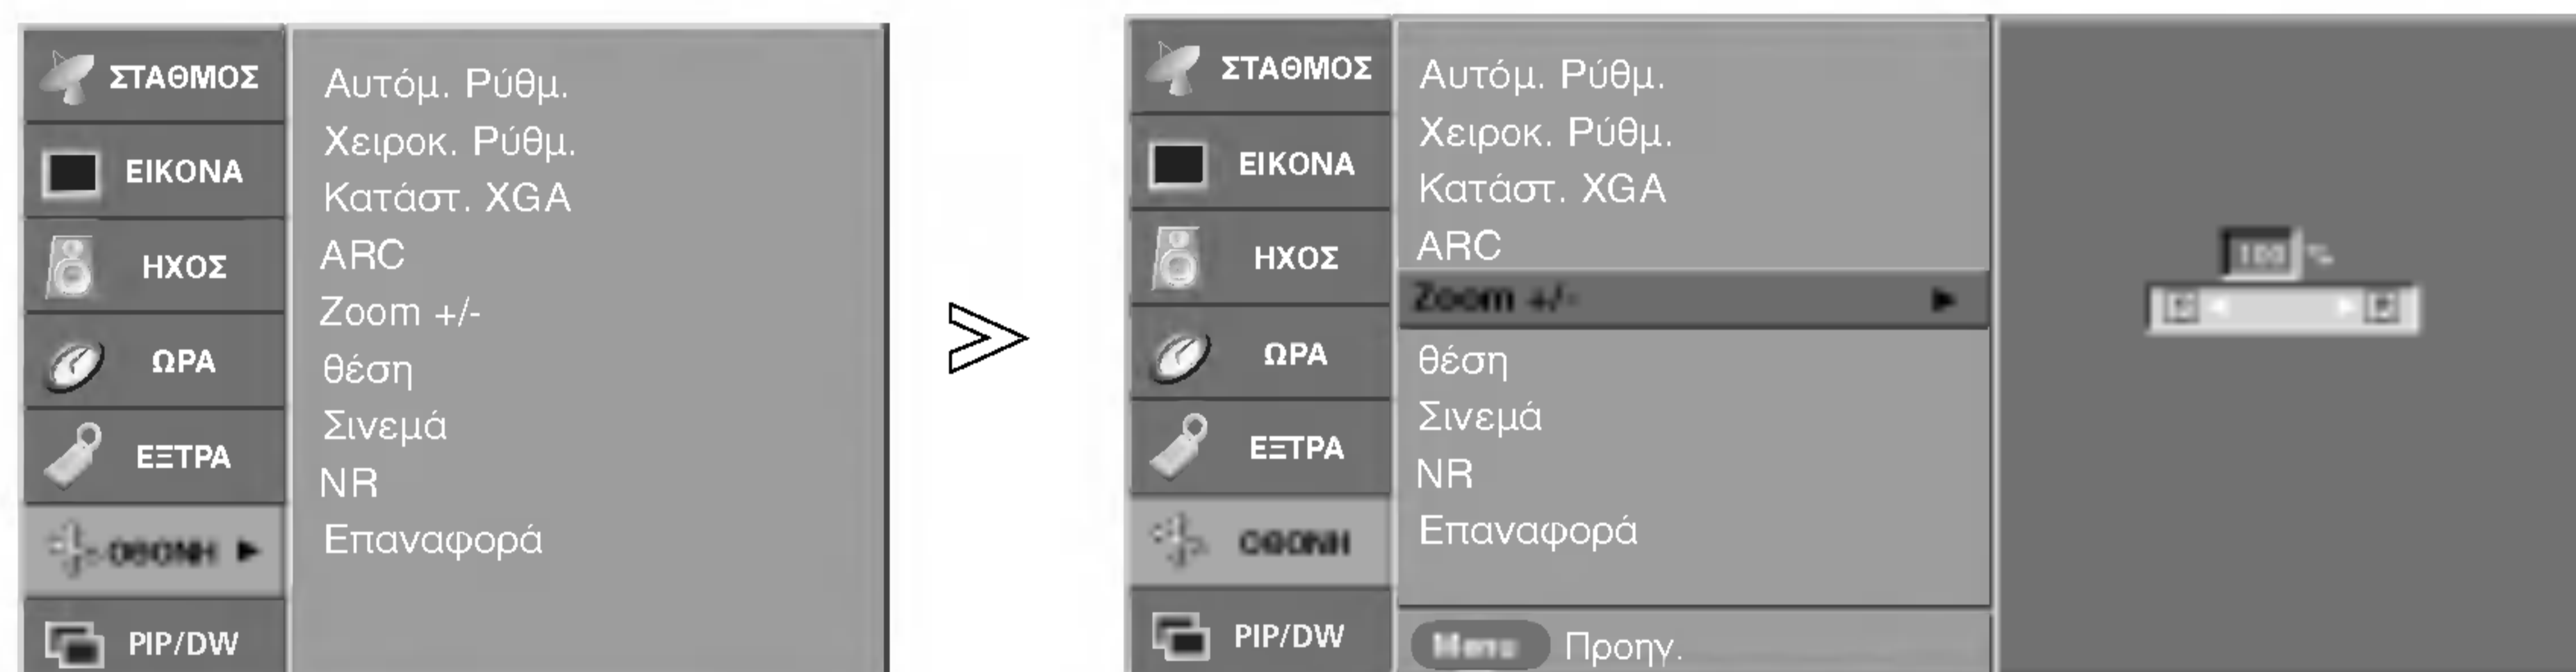 ΣΤΑΘΜΟΣ
ΕΙΚΟΝΑ
ΗΧΟΣ
ΩΡΑ
ΕΞΤΡΑ
ΟΘΟΝΗ
PIP/DW
Αυτόμ. Ρύθμ.
Χειροκ. Ρύθμ.
Κατάστ. XGA
ARC
Zoom +/-
θέση
Σινεμά
NR
Επαναφορά
ΣΤΑΘΜΟΣ
ΕΙΚΟΝΑ
ΗΧΟΣ
ΩΡΑ
ΕΞΤΡΑ
ΟΘΟΝΗ
PIP/DW
Αυτόμ. Ρύθμ.
Χειροκ. Ρύθμ.
Κατάστ. XGA
ARC
Zoom +/-
θέση
Σινεμά
NR
Επαναφορά
Menu Προηγ.
100 %